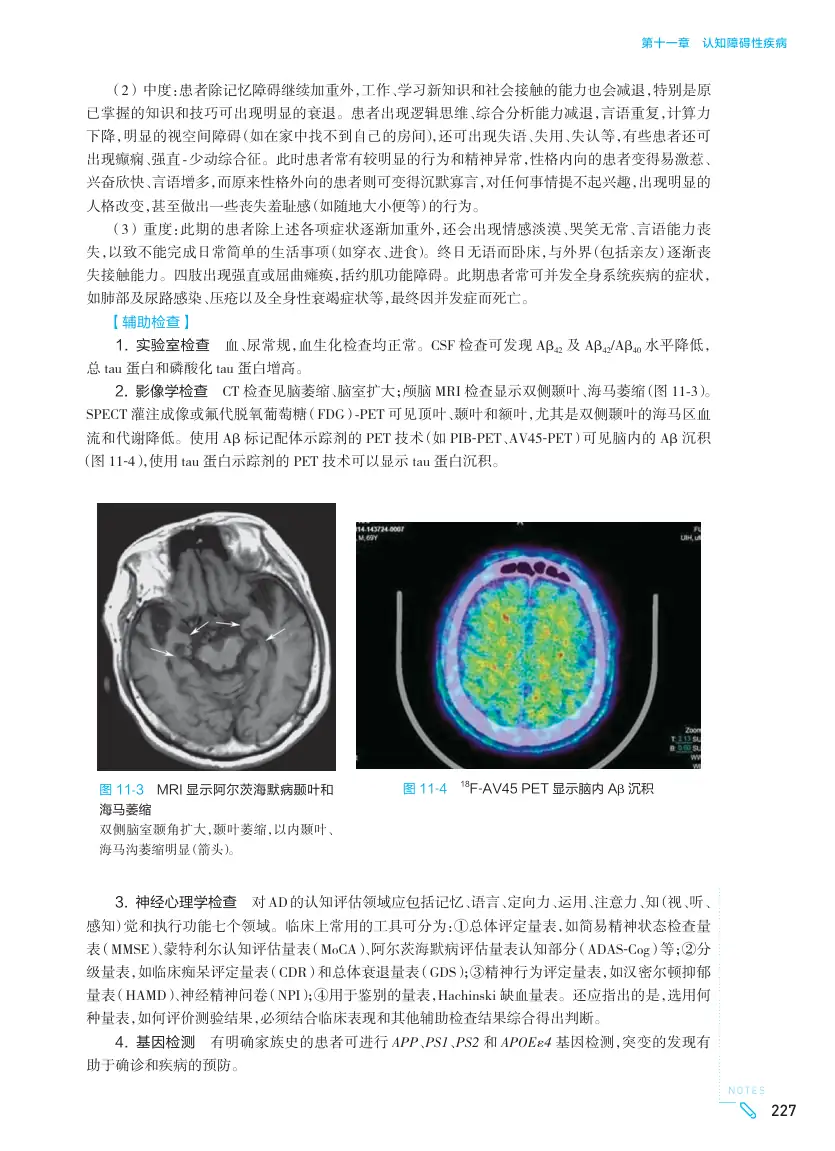 第十一章 认知障碍性疾病
（2）中度：患者除记忆障碍继续加重外，工作、学习新知识和社会接触的能力也会减退，特别是原
已掌握的知识和技巧可出现明显的衰退。患者出现逻辑思维、综合分析能力减退，言语重复，计算力
下降，明显的视空间障碍（如在家中找不到自己的房间），还可出现失语、失用、失认等，有些患者还可
出现癫痫、强直-少动综合征。此时患者常有较明显的行为和精神异常，性格内向的患者变得易激惹、
兴奋欣快、言语增多，而原来性格外向的患者则可变得沉默寡言，对任何事情提不起兴趣，出现明显的
人格改变，甚至做出一些丧失羞耻感（如随地大小便等）的行为。
（3）重度：此期的患者除上述各项症状逐渐加重外，还会出现情感淡漠、哭笑无常、言语能力丧
失，以致不能完成日常简单的生活事项（如穿衣、进食）。终日无语而卧床，与外界（包括亲友）逐渐丧
失接触能力。四肢出现强直或屈曲瘫痪，括约肌功能障碍。此期患者常可并发全身系统疾病的症状，
如肺部及尿路感染、压疮以及全身性衰竭症状等，最终因并发症而死亡。
【辅助检查】
1. 实验室检查 血、尿常规，血生化检查均正常。CSF 检查可发现 Aβ42 及 Aβ42/Aβ40 水平降低，
总 tau 蛋白和磷酸化 tau 蛋白增高。
2. 影像学检查 CT 检查见脑萎缩、脑室扩大；颅脑 MRI 检查显示双侧颞叶、海马萎缩（图 11-3）。
SPECT 灌注成像或氟代脱氧葡萄糖（FDG）-PET 可见顶叶、颞叶和额叶，尤其是双侧颞叶的海马区血
流和代谢降低。使用 Aβ 标记配体示踪剂的 PET 技术（如 PIB-PET、AV45-PET）可见脑内的 Aβ 沉积
（图 11-4），使用 tau 蛋白示踪剂的 PET 技术可以显示 tau 蛋白沉积。
14-143724-0007
M, 69Y
UIH, uM
Zoom
T: 2.13 SU
B: 0.00 SU
图 11-3 MRI 显示阿尔茨海默病颞叶和
海马萎缩
双侧脑室颞角扩大，颞叶萎缩，以内颞叶、
海马沟萎缩明显（箭头）。
图 11-4 18F-AV45 PET 显示脑内 Aβ 沉积
3. 神经心理学检查 对 AD 的认知评估领域应包括记忆、语言、定向力、运用、注意力、知（视、听、
感知）觉和执行功能七个领域。临床上常用的工具可分为：①总体评定量表，如简易精神状态检查量
表（MMSE）、蒙特利尔认知评估量表（MoCA）、阿尔茨海默病评估量表认知部分（ADAS-Cog）等；②分
级量表，如临床痴呆评定量表（CDR）和总体衰退量表（GDS）；③精神行为评定量表，如汉密尔顿抑郁
量表（HAMD）、神经精神问卷（NPI）；④用于鉴别的量表，Hachinski 缺血量表。还应指出的是，选用何
种量表，如何评价测验结果，必须结合临床表现和其他辅助检查结果综合得出判断。
4. 基因检测 有明确家族史的患者可进行 APP、PS1、PS2 和 APOEε4 基因检测，突变的发现有
助于确诊和疾病的预防。
NOTES
227